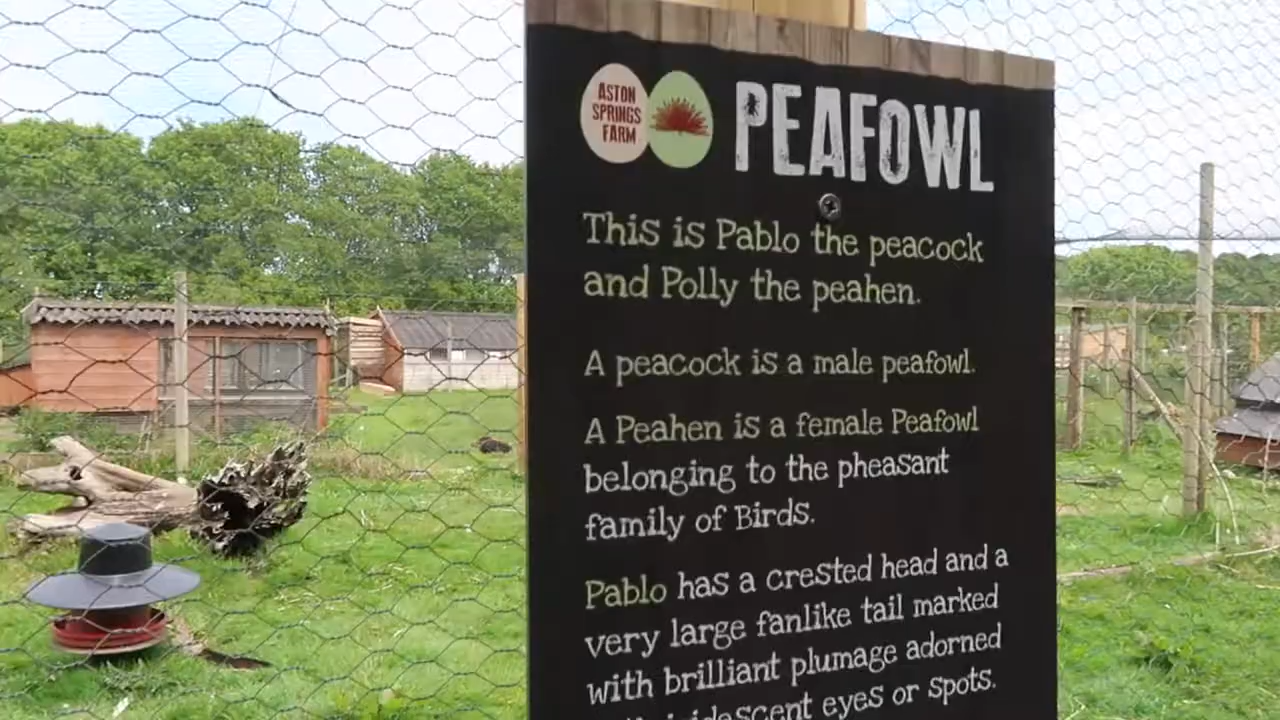 ASTON
SPRINGS
FARM
PEAFOWL
This is Pablo the peacock
and Polly the peahen.
A peacock is a male peafowl.
A Peahen is a female Peafowl
belonging to the pheasant
family of Birds.
Pablo has a crested head and a
very large fanlike tail marked
with brilliant plumage adorned
with iridescent eyes or spots.